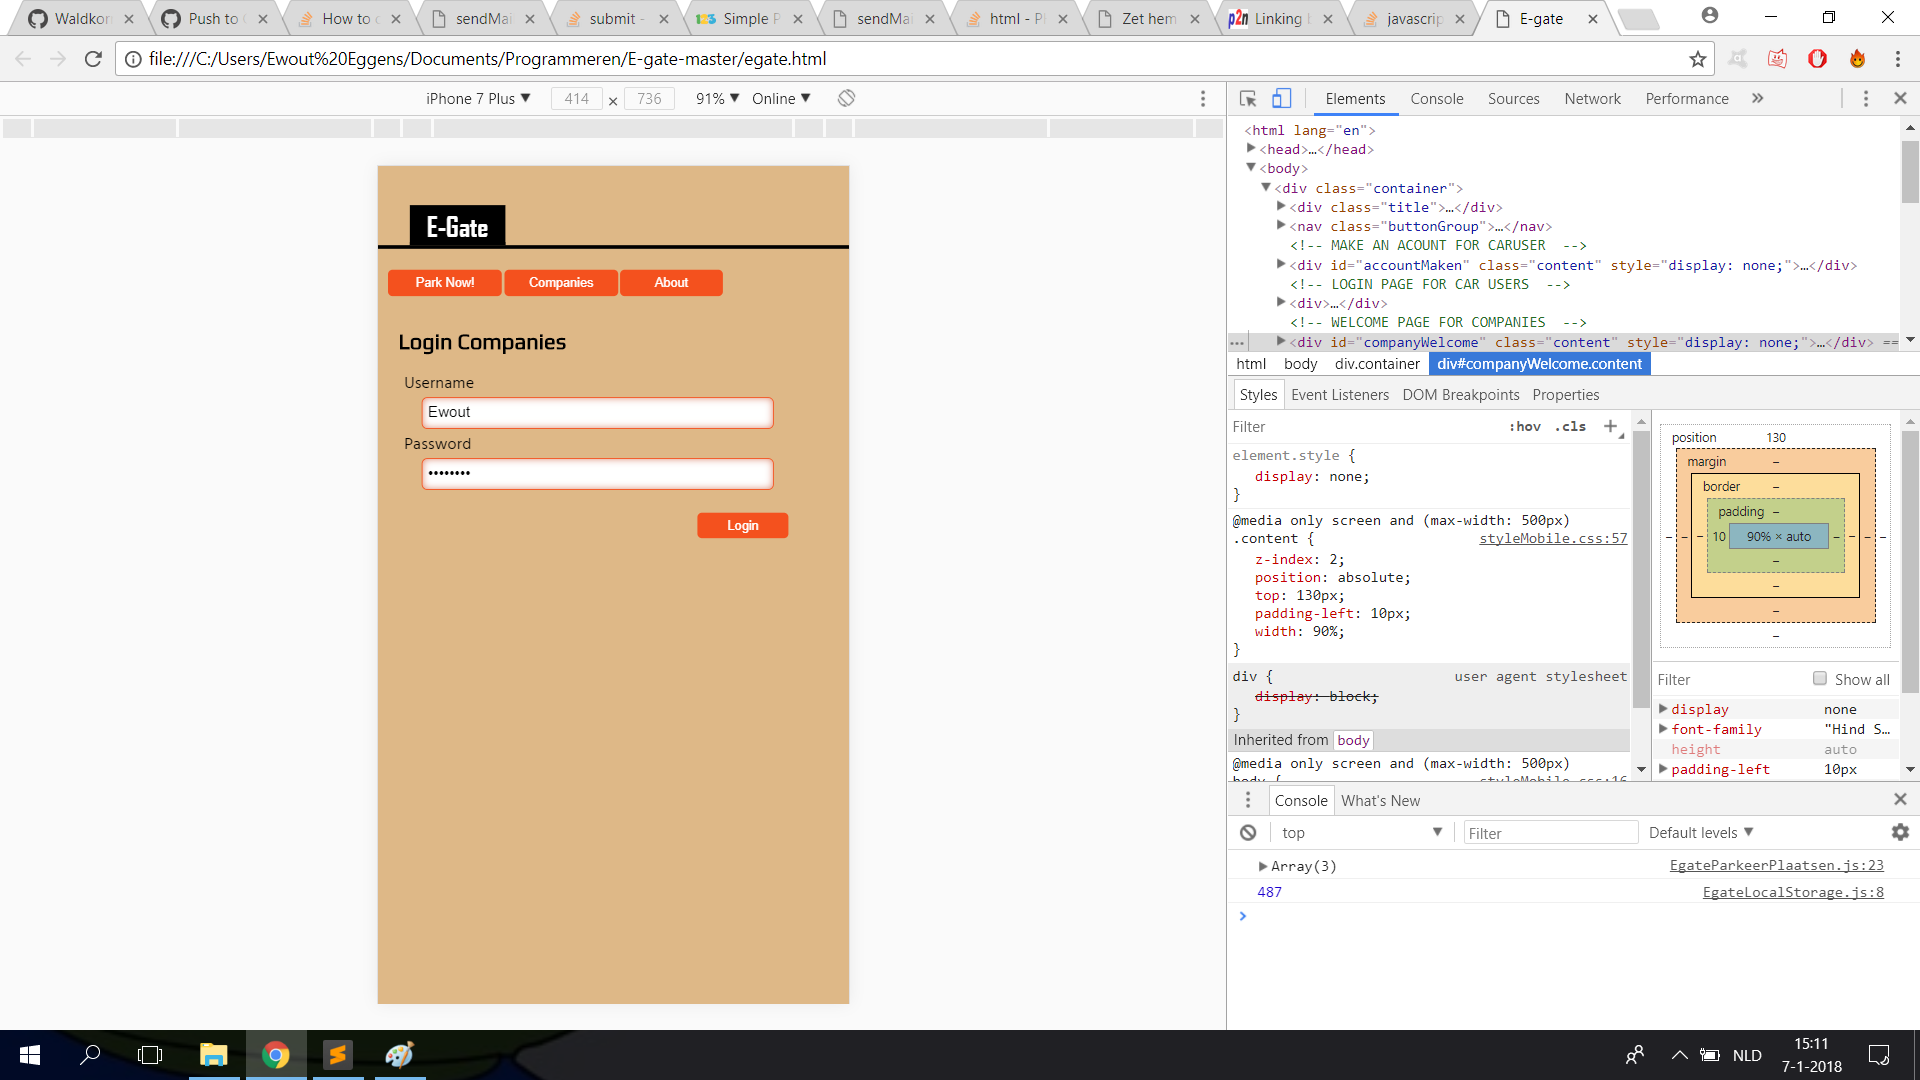 Waldkor
Push to
How to
sendMai
submit -
Simple P
sendMai
html - P
Zet hem
Linking
javascrip
E-gate
file:///C:/Users/Ewout%20Eggens/Documents/Programmeren/E-gate-master/egate.html
iPhone 7 Plus ▼ 414 × 736 91% ▼ Online ▼
E-Gate
Park Now! Companies About
Login Companies
Username
Ewout
Password
••••••••
Login
Elements Console Sources Network Performance »
<html lang="en">
<head>…</head>
<body>
<div class="container">
<div class="title">…</div>
<nav class="buttonGroup">…</nav>
<!-- MAKE AN ACOUNT FOR CARUSER -->
<div id="accountMaken" class="content" style="display: none;">…</div>
<!-- LOGIN PAGE FOR CAR USERS -->
<div>…</div>
<!-- WELCOME PAGE FOR COMPANIES -->
<div id="companyWelcome" class="content" style="display: none;">…</div> ==
html body div.container div#companyWelcome.content
Styles Event Listeners DOM Breakpoints Properties
Filter :hov .cls +
element.style {
display: none;
}
@media only screen and (max-width: 500px)
.content { styleMobile.css:57
z-index: 2;
position: absolute;
top: 130px;
padding-left: 10px;
width: 90%;
}
div { user agent stylesheet
display: block;
}
Inherited from body
@media only screen and (max-width: 500px)
body { styleMobile.css:16
position 130
margin –
border –
padding –
10 90% × auto
Filter Show all
display none
font-family "Hind S…
height auto
padding-left 10px
Console What's New
top ▼ Filter Default levels ▼
Array(3) EgateParkeerPlaatsen.js:23
487 EgateLocalStorage.js:8
NLD
15:11
7-1-2018